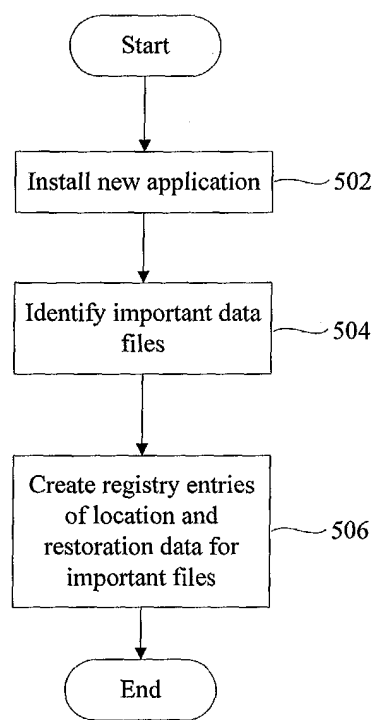 Start
Install new application
502
Identify important data
files
504
Create registry entries
of location and
restoration data for
important files
506
End